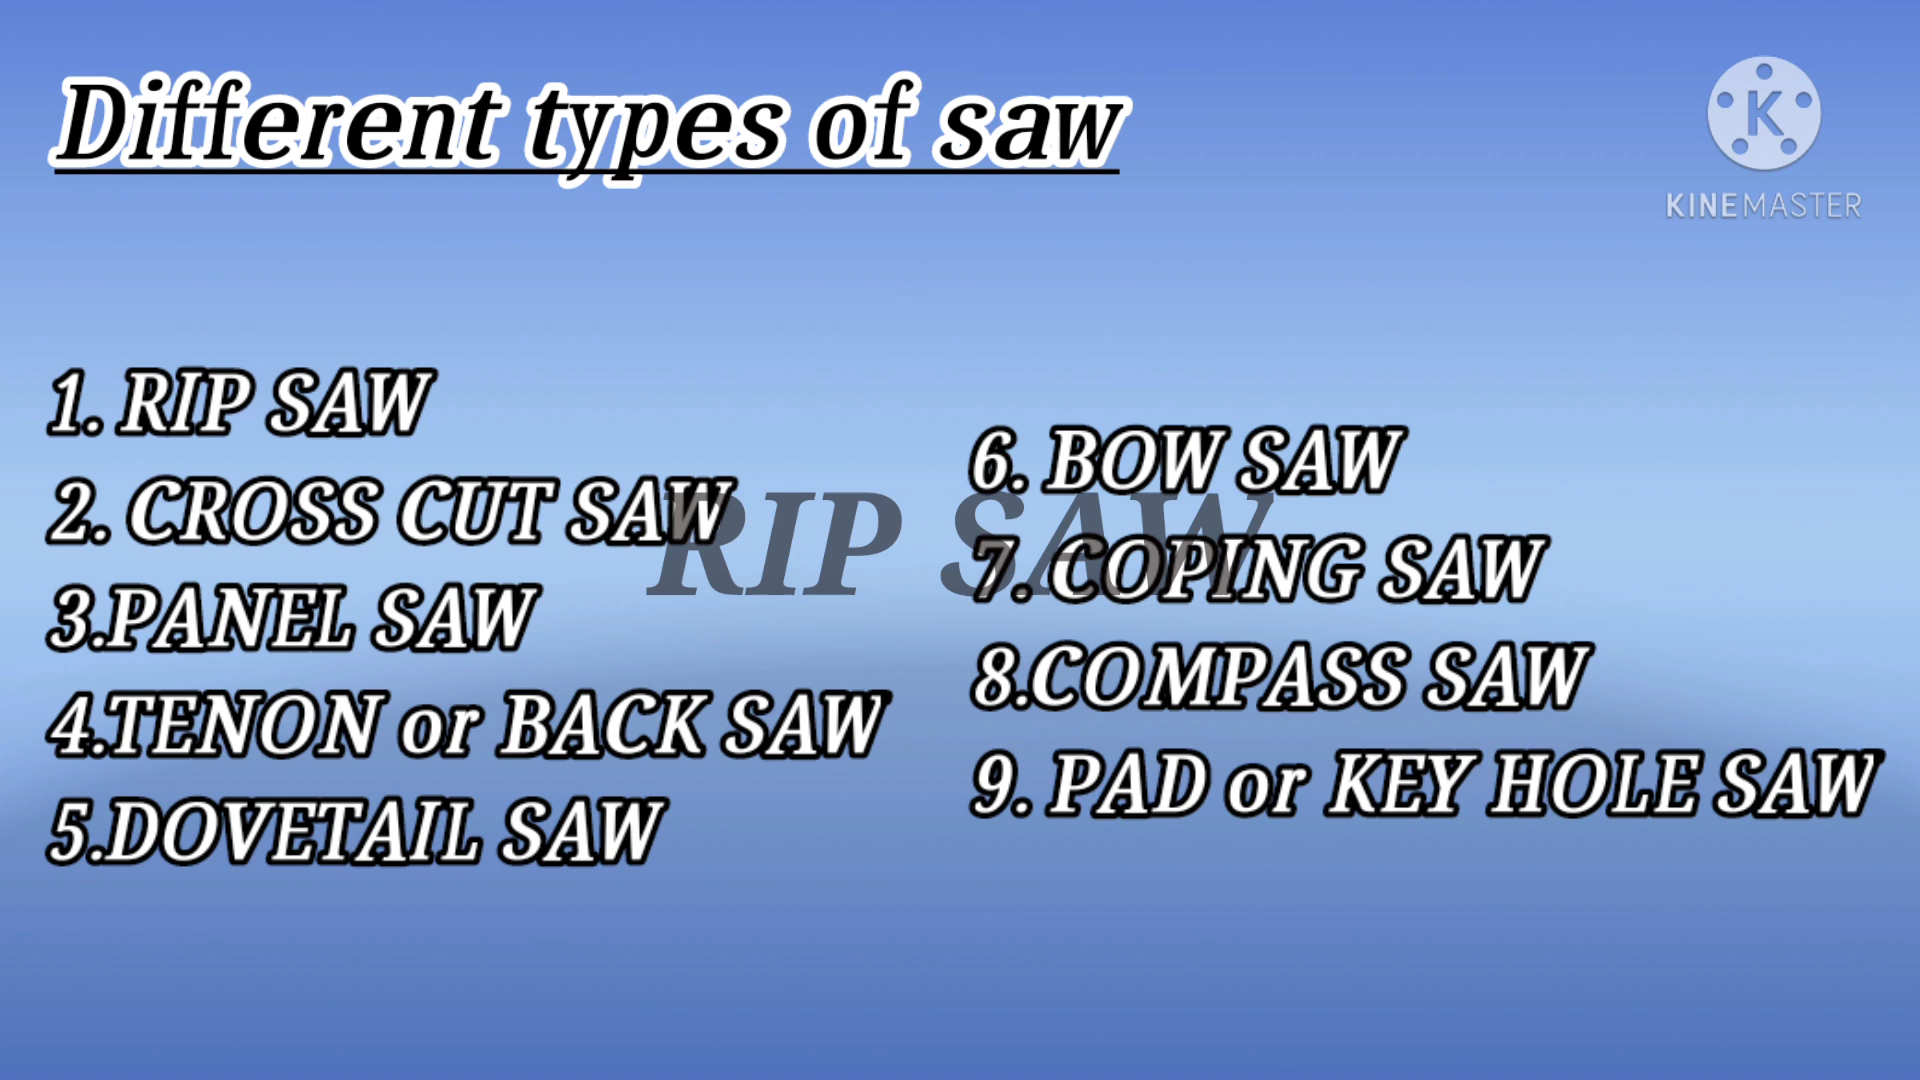 Different types of saw
KINEMASTER
1. RIP SAW
2. CROSS CUT SAW
3.PANEL SAW
4.TENON or BACK SAW
5.DOVETAIL SAW
RIP SAW
6. BOW SAW
7. COPING SAW
8.COMPASS SAW
9. PAD or KEY HOLE SAW